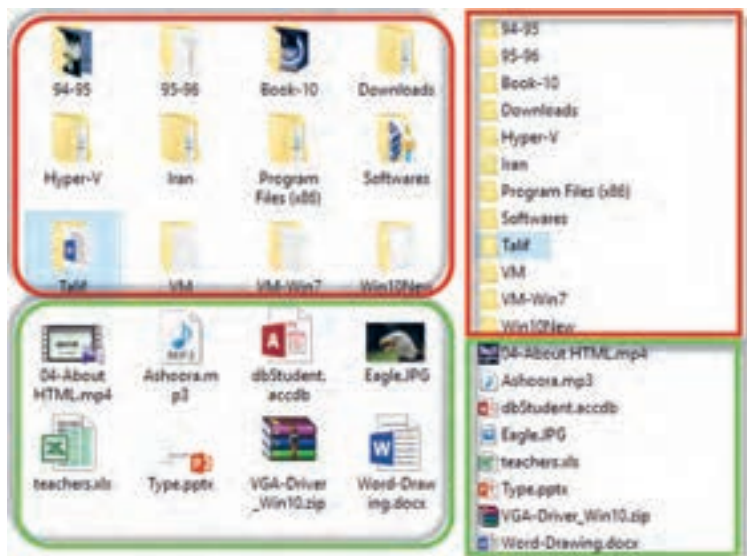 94-95 95-96 Book-10 Downloads
Hyper-V Iran Program Files (x86) Softwares
Talif VM VM-Win7 Win10New
04-About HTML.mp4 Ashoora.mp3 dbStudent.accdb Eagle.JPG
teachers.xls Type.pptx VGA-Driver_Win10.zip Word-Drawing.docx
94-95
95-96
Book-10
Downloads
Hyper-V
Iran
Program Files (x86)
Softwares
Talif
VM
VM-Win7
Win10New
04-About HTML.mp4
Ashoora.mp3
dbStudent.accdb
Eagle.JPG
teachers.xls
Type.pptx
VGA-Driver_Win10.zip
Word-Drawing.docx